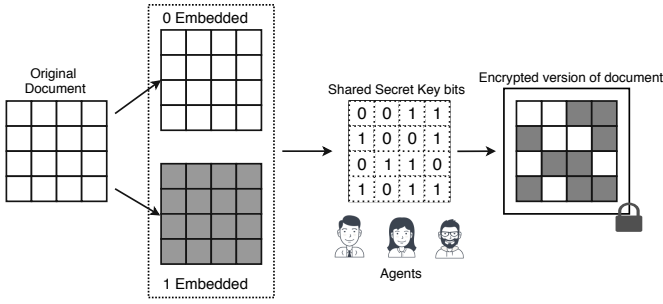 Original
Document
0 Embedded
1 Embedded
Shared Secret Key bits
0 0 1 1
1 0 0 1
0 1 1 0
1 0 1 1
Agents
Encrypted version of document